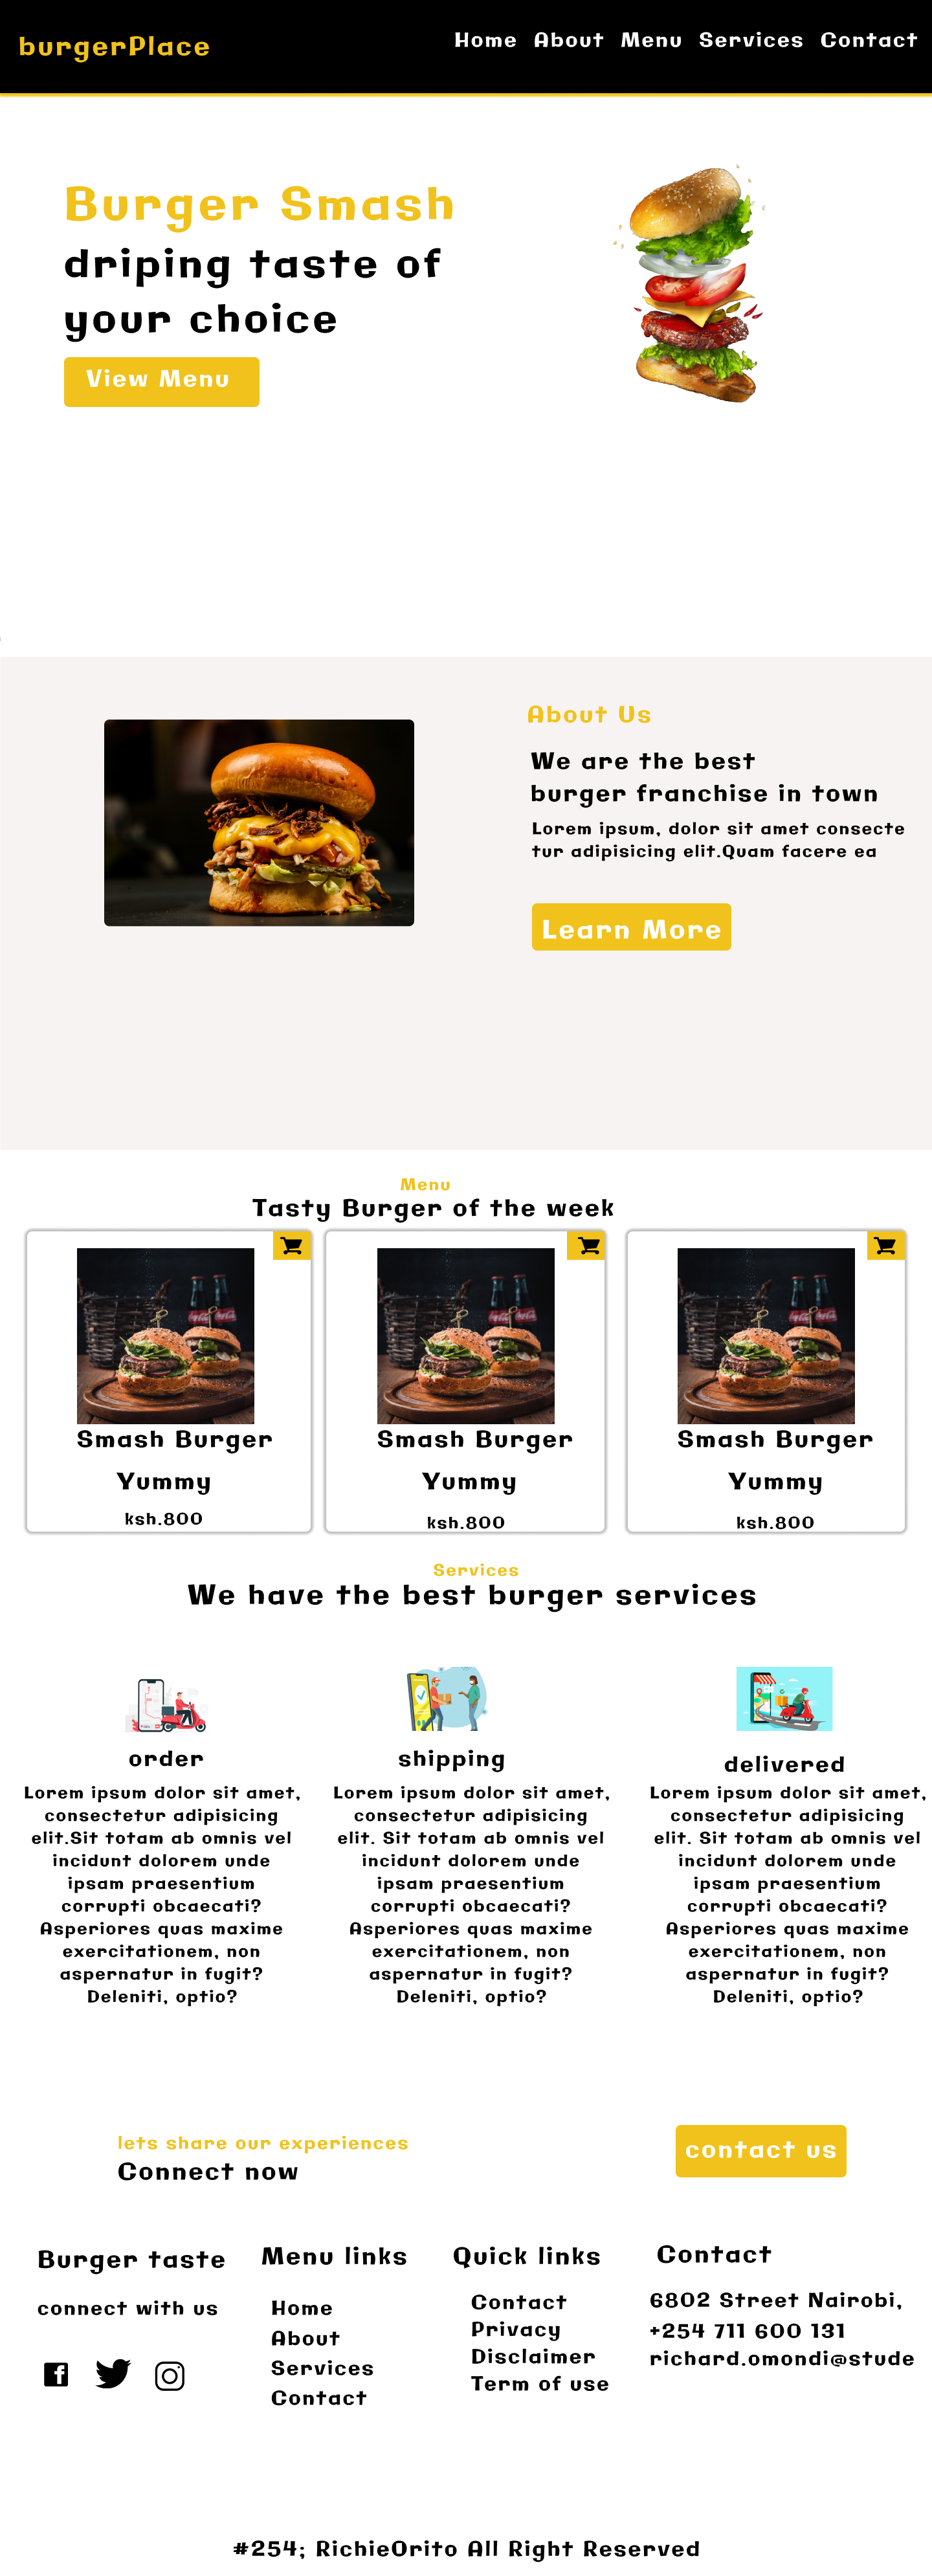 burgerPlace
Home About Menu Services Contact
Burger Smash
driping taste of
your choice
View Menu
About Us
We are the best
burger franchise in town
Lorem ipsum, dolor sit amet consecte
tur adipisicing elit.Quam facere ea
Learn More
Menu
Tasty Burger of the week
Smash Burger
Yummy
ksh.800
Smash Burger
Yummy
ksh.800
Smash Burger
Yummy
ksh.800
Services
We have the best burger services
order
Lorem ipsum dolor sit amet,
consectetur adipisicing
elit.Sit totam ab omnis vel
incidunt dolorem unde
ipsam praesentium
corrupti obcaecati?
Asperiores quas maxime
exercitationem, non
aspernatur in fugit?
Deleniti, optio?
shipping
Lorem ipsum dolor sit amet,
consectetur adipisicing
elit. Sit totam ab omnis vel
incidunt dolorem unde
ipsam praesentium
corrupti obcaecati?
Asperiores quas maxime
exercitationem, non
aspernatur in fugit?
Deleniti, optio?
delivered
Lorem ipsum dolor sit amet,
consectetur adipisicing
elit. Sit totam ab omnis vel
incidunt dolorem unde
ipsam praesentium
corrupti obcaecati?
Asperiores quas maxime
exercitationem, non
aspernatur in fugit?
Deleniti, optio?
lets share our experiences
Connect now
contact us
Burger taste
connect with us
Menu links
Home
About
Services
Contact
Quick links
Contact
Privacy
Disclaimer
Term of use
Contact
6802 Street Nairobi,
+254 711 600 131
richard.omondi@stude
#254; RichieOrito All Right Reserved